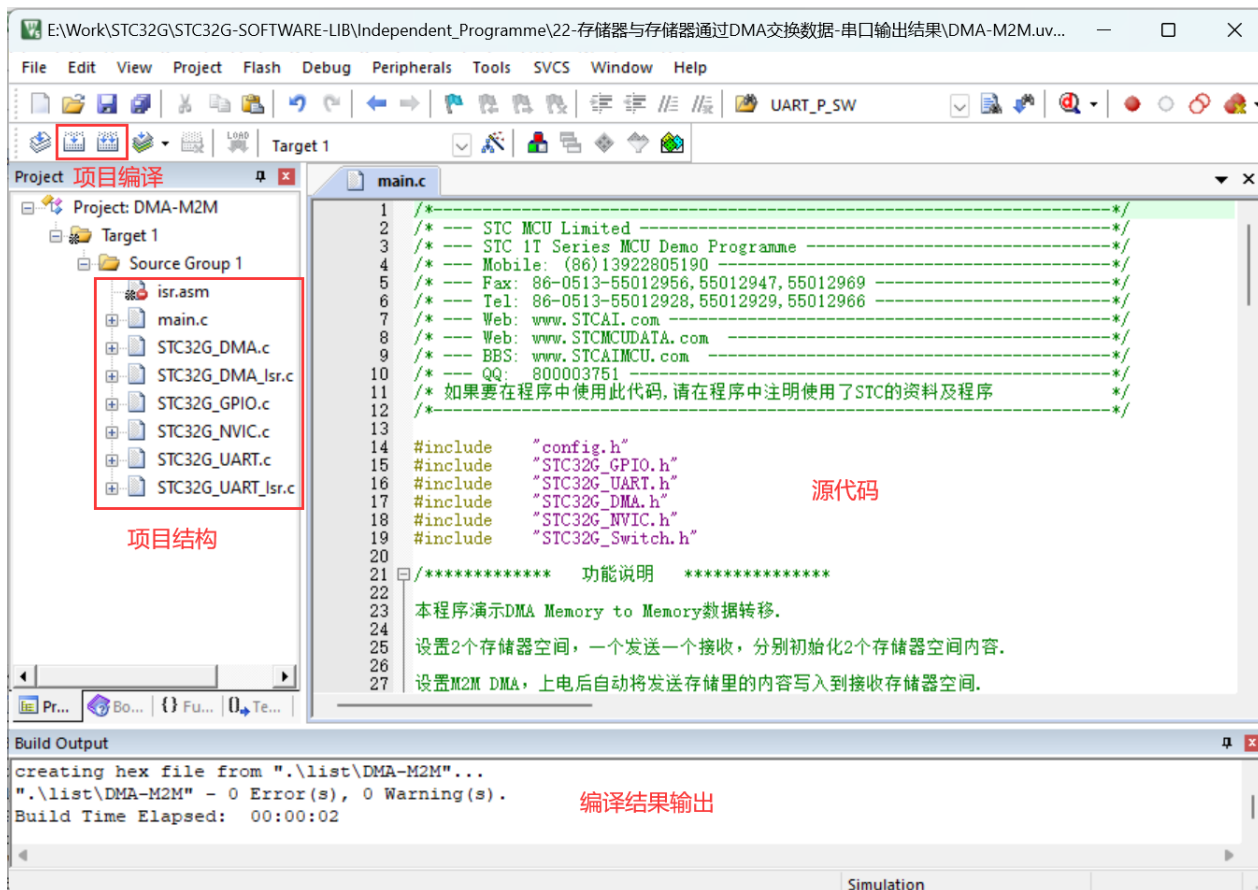 E:\Work\STC32G\STC32G-SOFTWARE-LIB\Independent_Programme\22-存储器与存储器通过DMA交换数据-串口输出结果\DMA-M2M.uv...
File Edit View Project Flash Debug Peripherals Tools SVCS Window Help
UART_P_SW
LOAD
Target 1
Project 项目编译
main.c
Project: DMA-M2M
Target 1
Source Group 1
isr.asm
main.c
STC32G_DMA.c
STC32G_DMA_Isr.c
STC32G_GPIO.c
STC32G_NVIC.c
STC32G_UART.c
STC32G_UART_Isr.c
项目结构
Pr... Bo... {} Fu... 0 Te...
1 /*---------------------------------------------------------------------*/
2 /* --- STC MCU Limited ------------------------------------------------*/
3 /* --- STC 1T Series MCU Demo Programme -------------------------------*/
4 /* --- Mobile: (86)13922805190 ----------------------------------------*/
5 /* --- Fax: 86-0513-55012956,55012947,55012969 ------------------------*/
6 /* --- Tel: 86-0513-55012928,55012929,55012966 ------------------------*/
7 /* --- Web: www.STCAI.com ---------------------------------------------*/
8 /* --- Web: www.STCMCUDATA.com  ---------------------------------------*/
9 /* --- BBS: www.STCAIMCU.com  -----------------------------------------*/
10 /* --- QQ:  800003751 -------------------------------------------------*/
11 /* 如果要在程序中使用此代码,请在程序中注明使用了STC的资料及程序            */
12 /*---------------------------------------------------------------------*/
13
14 #include "config.h"
15 #include "STC32G_GPIO.h"
16 #include "STC32G_UART.h"
17 #include "STC32G_DMA.h"
18 #include "STC32G_NVIC.h"
19 #include "STC32G_Switch.h"
源代码
20
21 /************* 功能说明 ***************
22
23 本程序演示DMA Memory to Memory数据转移.
24
25 设置2个存储器空间，一个发送一个接收，分别初始化2个存储器空间内容.
26
27 设置M2M DMA，上电后自动将发送存储里的内容写入到接收存储器空间.
Build Output
creating hex file from ".\list\DMA-M2M"...
".\list\DMA-M2M" - 0 Error(s), 0 Warning(s).
Build Time Elapsed:  00:00:02
编译结果输出
Simulation